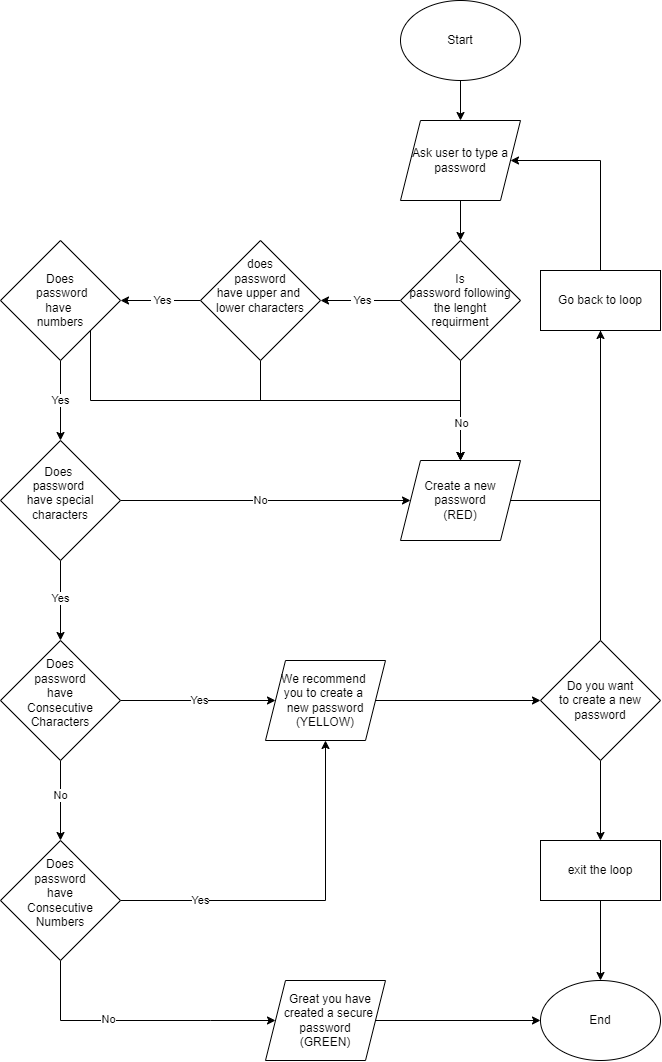 Start
Ask user to type a
password
Is
password following
the lenght
requirment
Yes
does
password
have upper and
lower characters
Yes
Does
password
have
numbers
Go back to loop
Yes
No
Does
password
have special
characters
No
Create a new
password
(RED)
Yes
Does
password
have
Consecutive
Characters
Yes
We recommend
you to create a
new password
(YELLOW)
Do you want
to create a new
password
No
Does
password
have
Consecutive
Numbers
Yes
exit the loop
No
Great you have
created a secure
password
(GREEN)
End